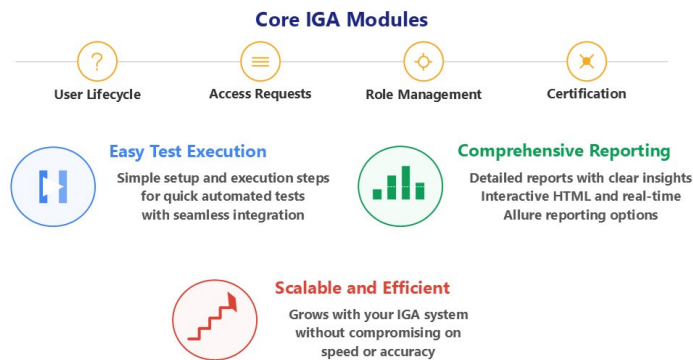 Core IGA Modules
User Lifecycle
Access Requests
Role Management
Certification
Easy Test Execution
Simple setup and execution steps
for quick automated tests
with seamless integration
Comprehensive Reporting
Detailed reports with clear insights
Interactive HTML and real-time
Allure reporting options
Scalable and Efficient
Grows with your IGA system
without compromising on
speed or accuracy